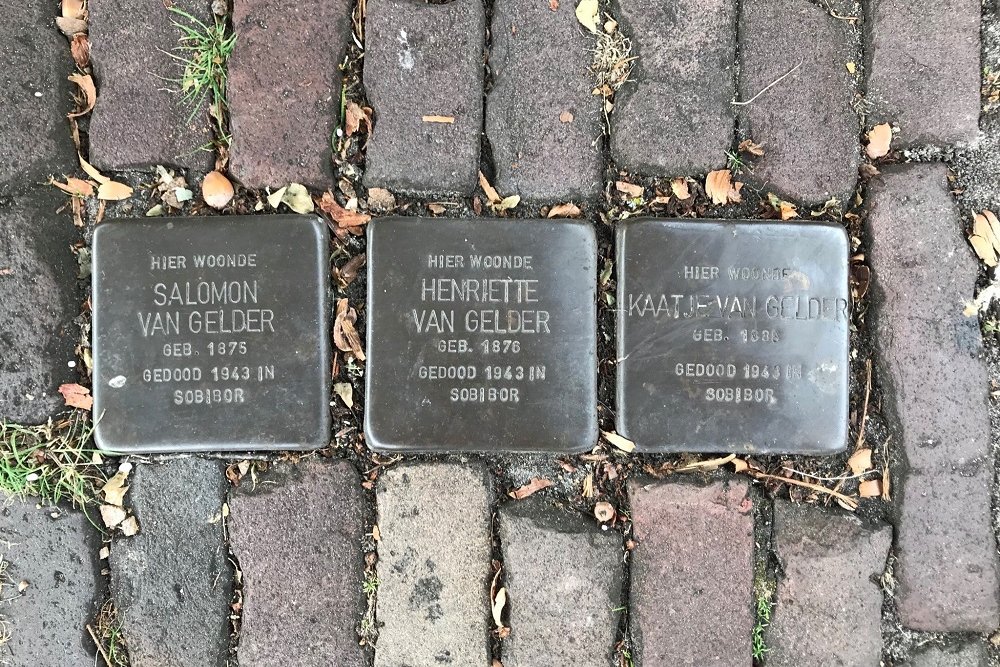 HIER WOONDE
SALOMON
VAN GELDER
GEB. 1875
GEDOOD 1943 IN
SOBIBOR
HIER WOONDE
HENRIETTE
VAN GELDER
GEB. 1876
GEDOOD 1943 IN
SOBIBOR
HIER WOONDE
KAATJE VAN GELDER
GEB.
GEDOOD 1943 IN
SOBIBOR